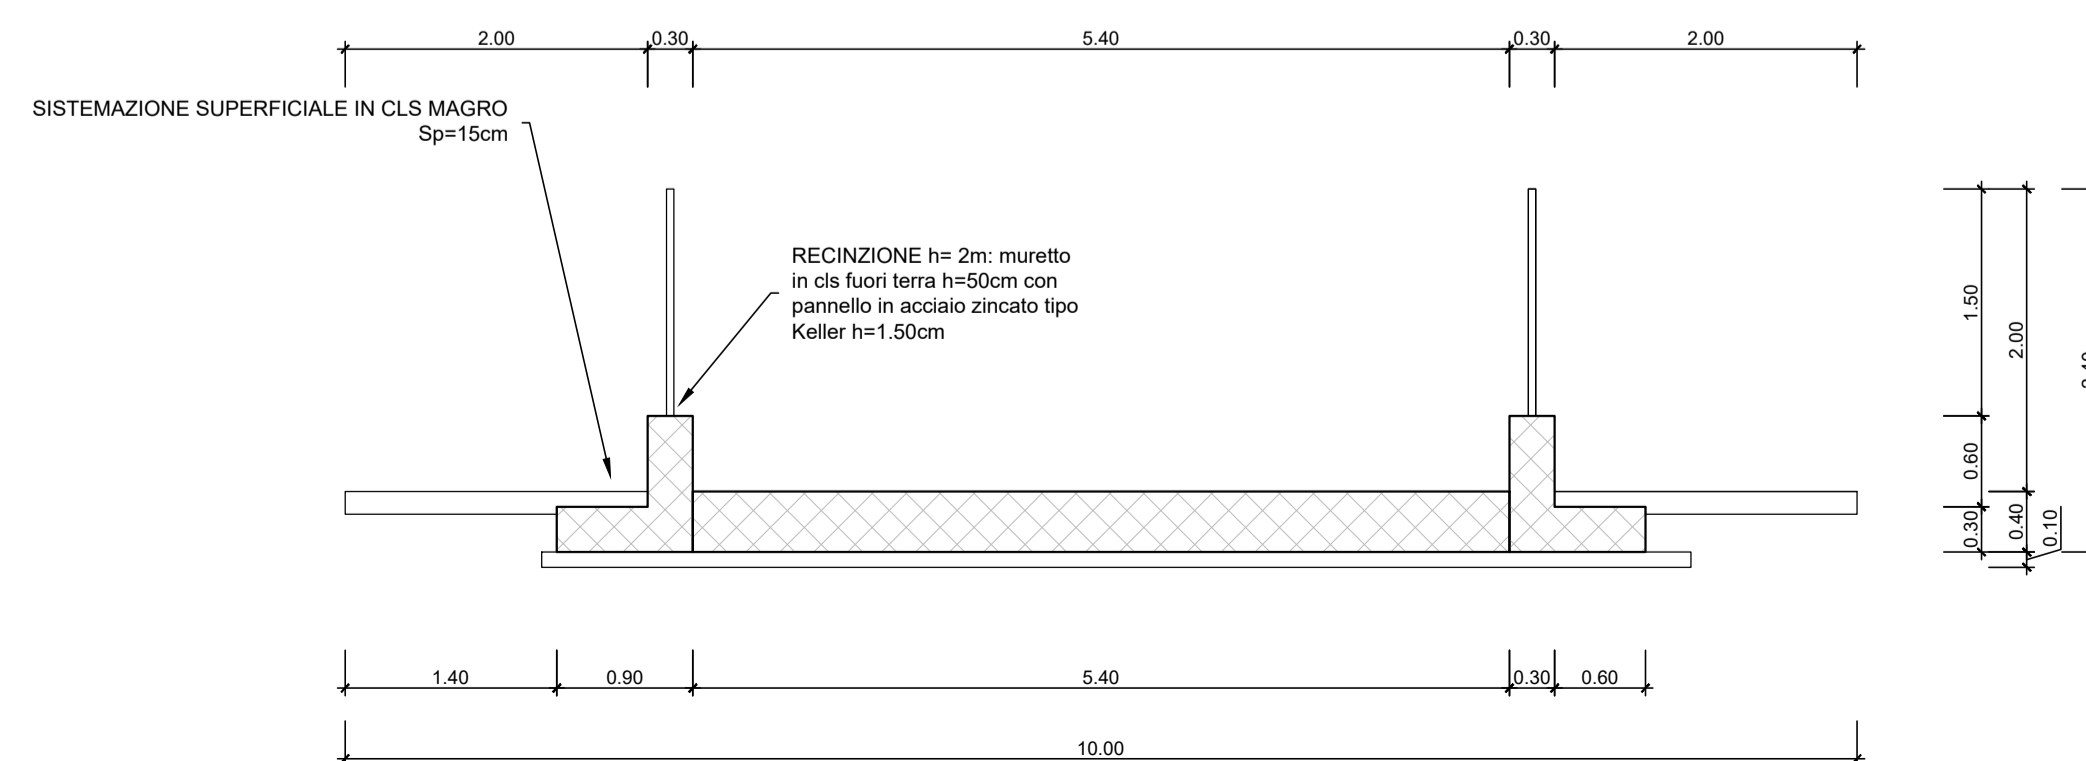 2.00 0.30 5.40 0.30 2.00
SISTEMAZIONE SUPERFICIALE IN CLS MAGRO
Sp=15cm
RECINZIONE h= 2m: muretto
in cls fuori terra h=50cm con
pannello in acciaio zincato tipo
Keller h=1.50cm
1.50
2.00
0.60
0.30
0.40
0.10
1.40 0.90 5.40 0.30 0.60
10.00